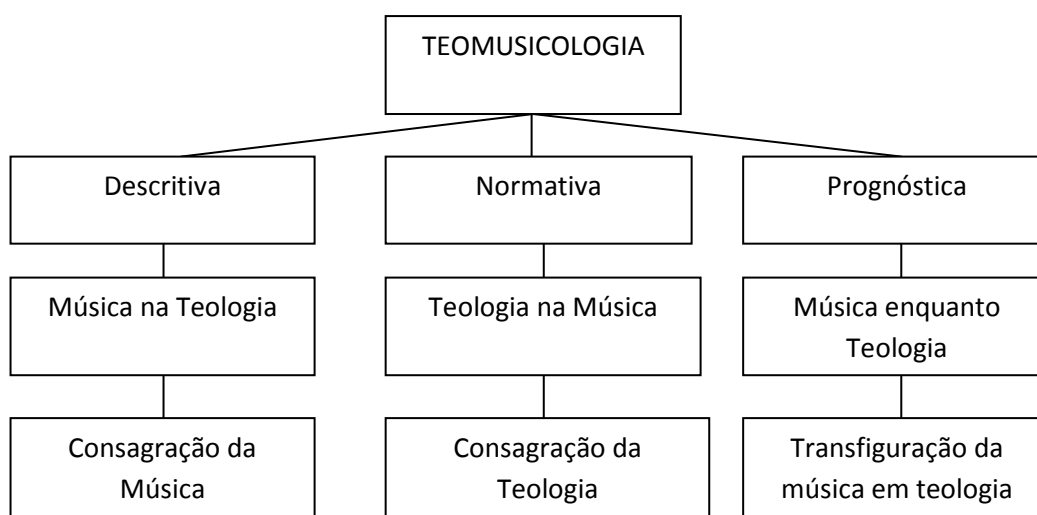 TEOMUSICOLOGIA
Descritiva
Normativa
Prognóstica
Música na Teologia
Teologia na Música
Música enquanto
Teologia
Consagração da
Música
Consagração da
Teologia
Transfiguração da
música em teologia